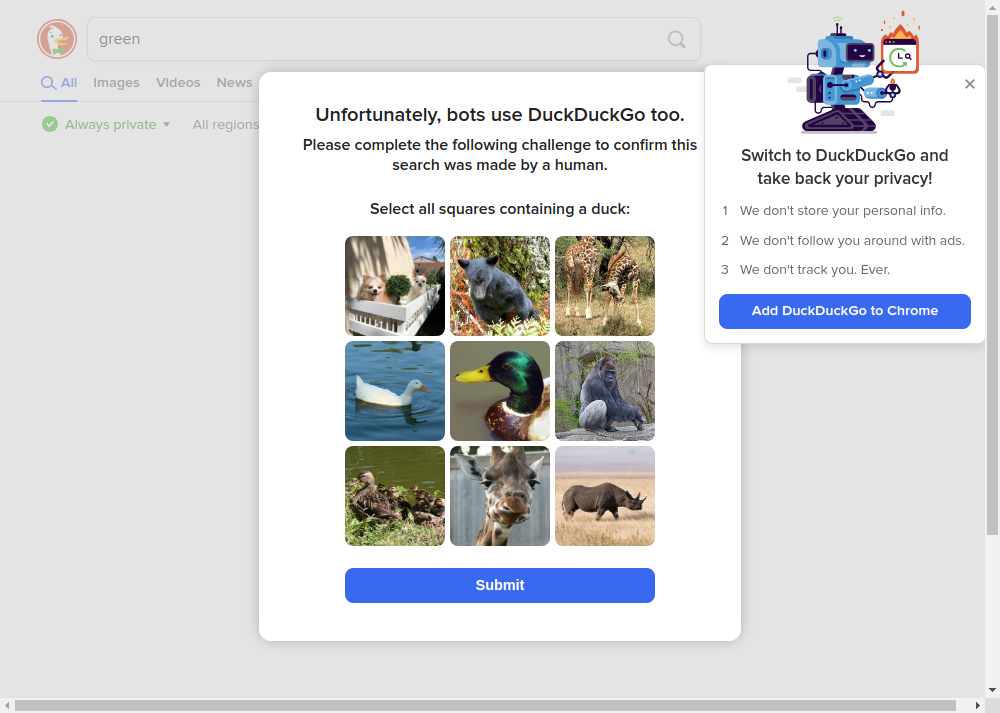 green
All Images Videos News
Always private All regions
Unfortunately, bots use DuckDuckGo too.
Please complete the following challenge to confirm this
search was made by a human.
Select all squares containing a duck:
Submit
Switch to DuckDuckGo and
take back your privacy!
1 We don't store your personal info.
2 We don't follow you around with ads.
3 We don't track you. Ever.
Add DuckDuckGo to Chrome